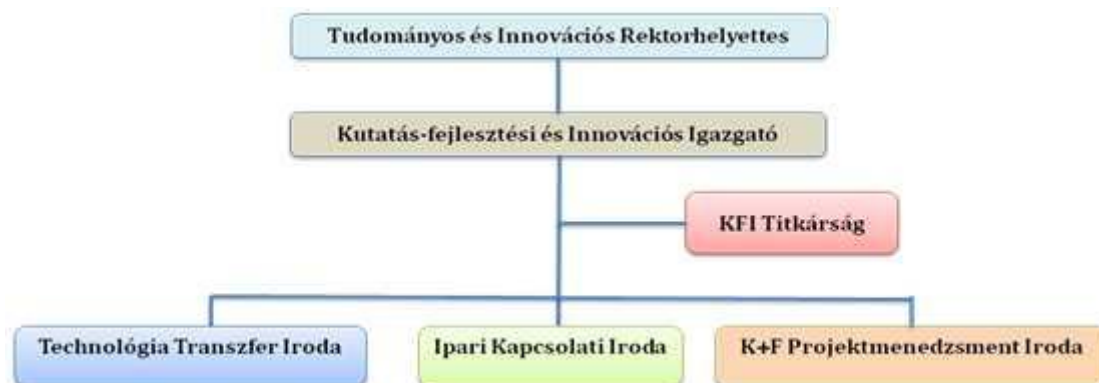 Tudományos és Innovációs Rektorhelyettes
Kutatás-fejlesztési és Innovációs Igazgató
KFI Titkárság
Technológia Transzfer Iroda
Ipari Kapcsolati Iroda
K+F Projektmenedzsment Iroda